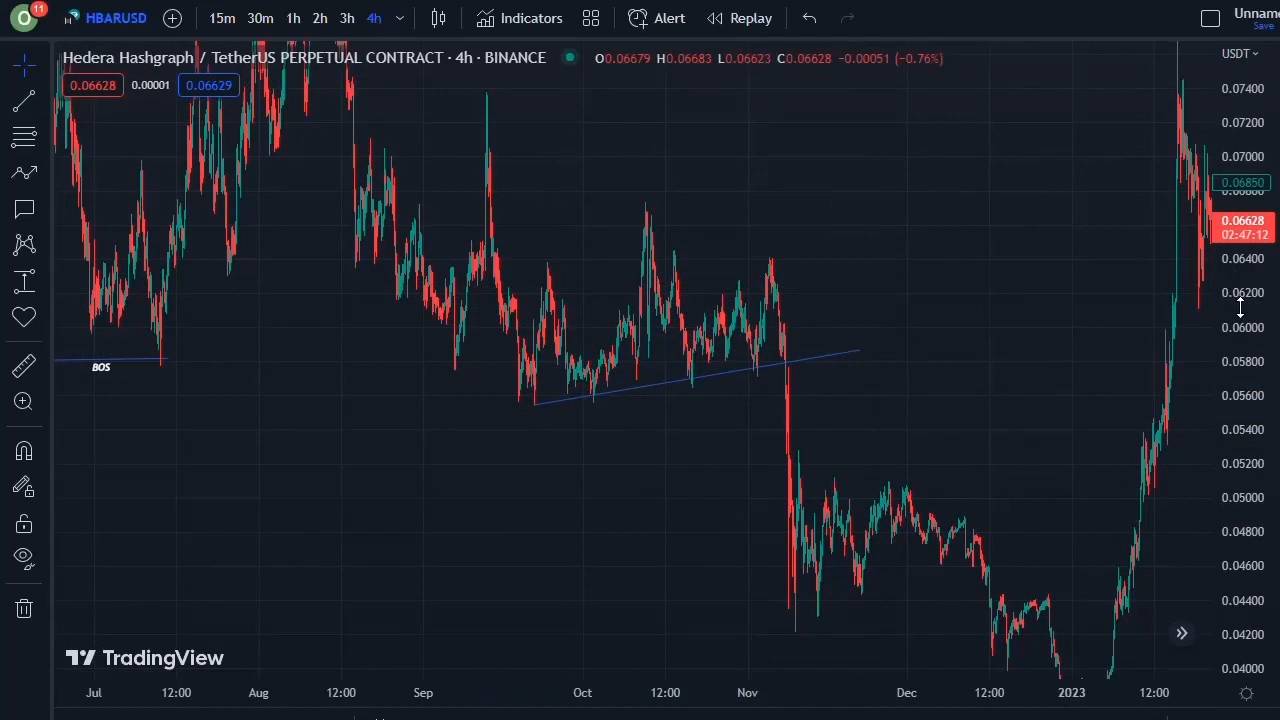 O 11 HBARUSD 15m 30m 1h 2h 3h 4h Indicators Alert Replay Unnam
Save
Hedera Hashgraph / TetherUS PERPETUAL CONTRACT · 4h · BINANCE O0.06679 H0.06683 L0.06623 C0.06628 −0.00051 (−0.76%) USDT
0.06628 0.00001 0.06629
0.07400
0.07200
0.07000
0.06850
0.06800
0.06628
02:47:12
0.06400
0.06200
0.06000
0.05800
BOS
0.05600
0.05400
0.05200
0.05000
0.04800
0.04600
0.04400
0.04200
TradingView
0.04000
Jul 12:00 Aug 12:00 Sep Oct 12:00 Nov Dec 12:00 2023 12:00